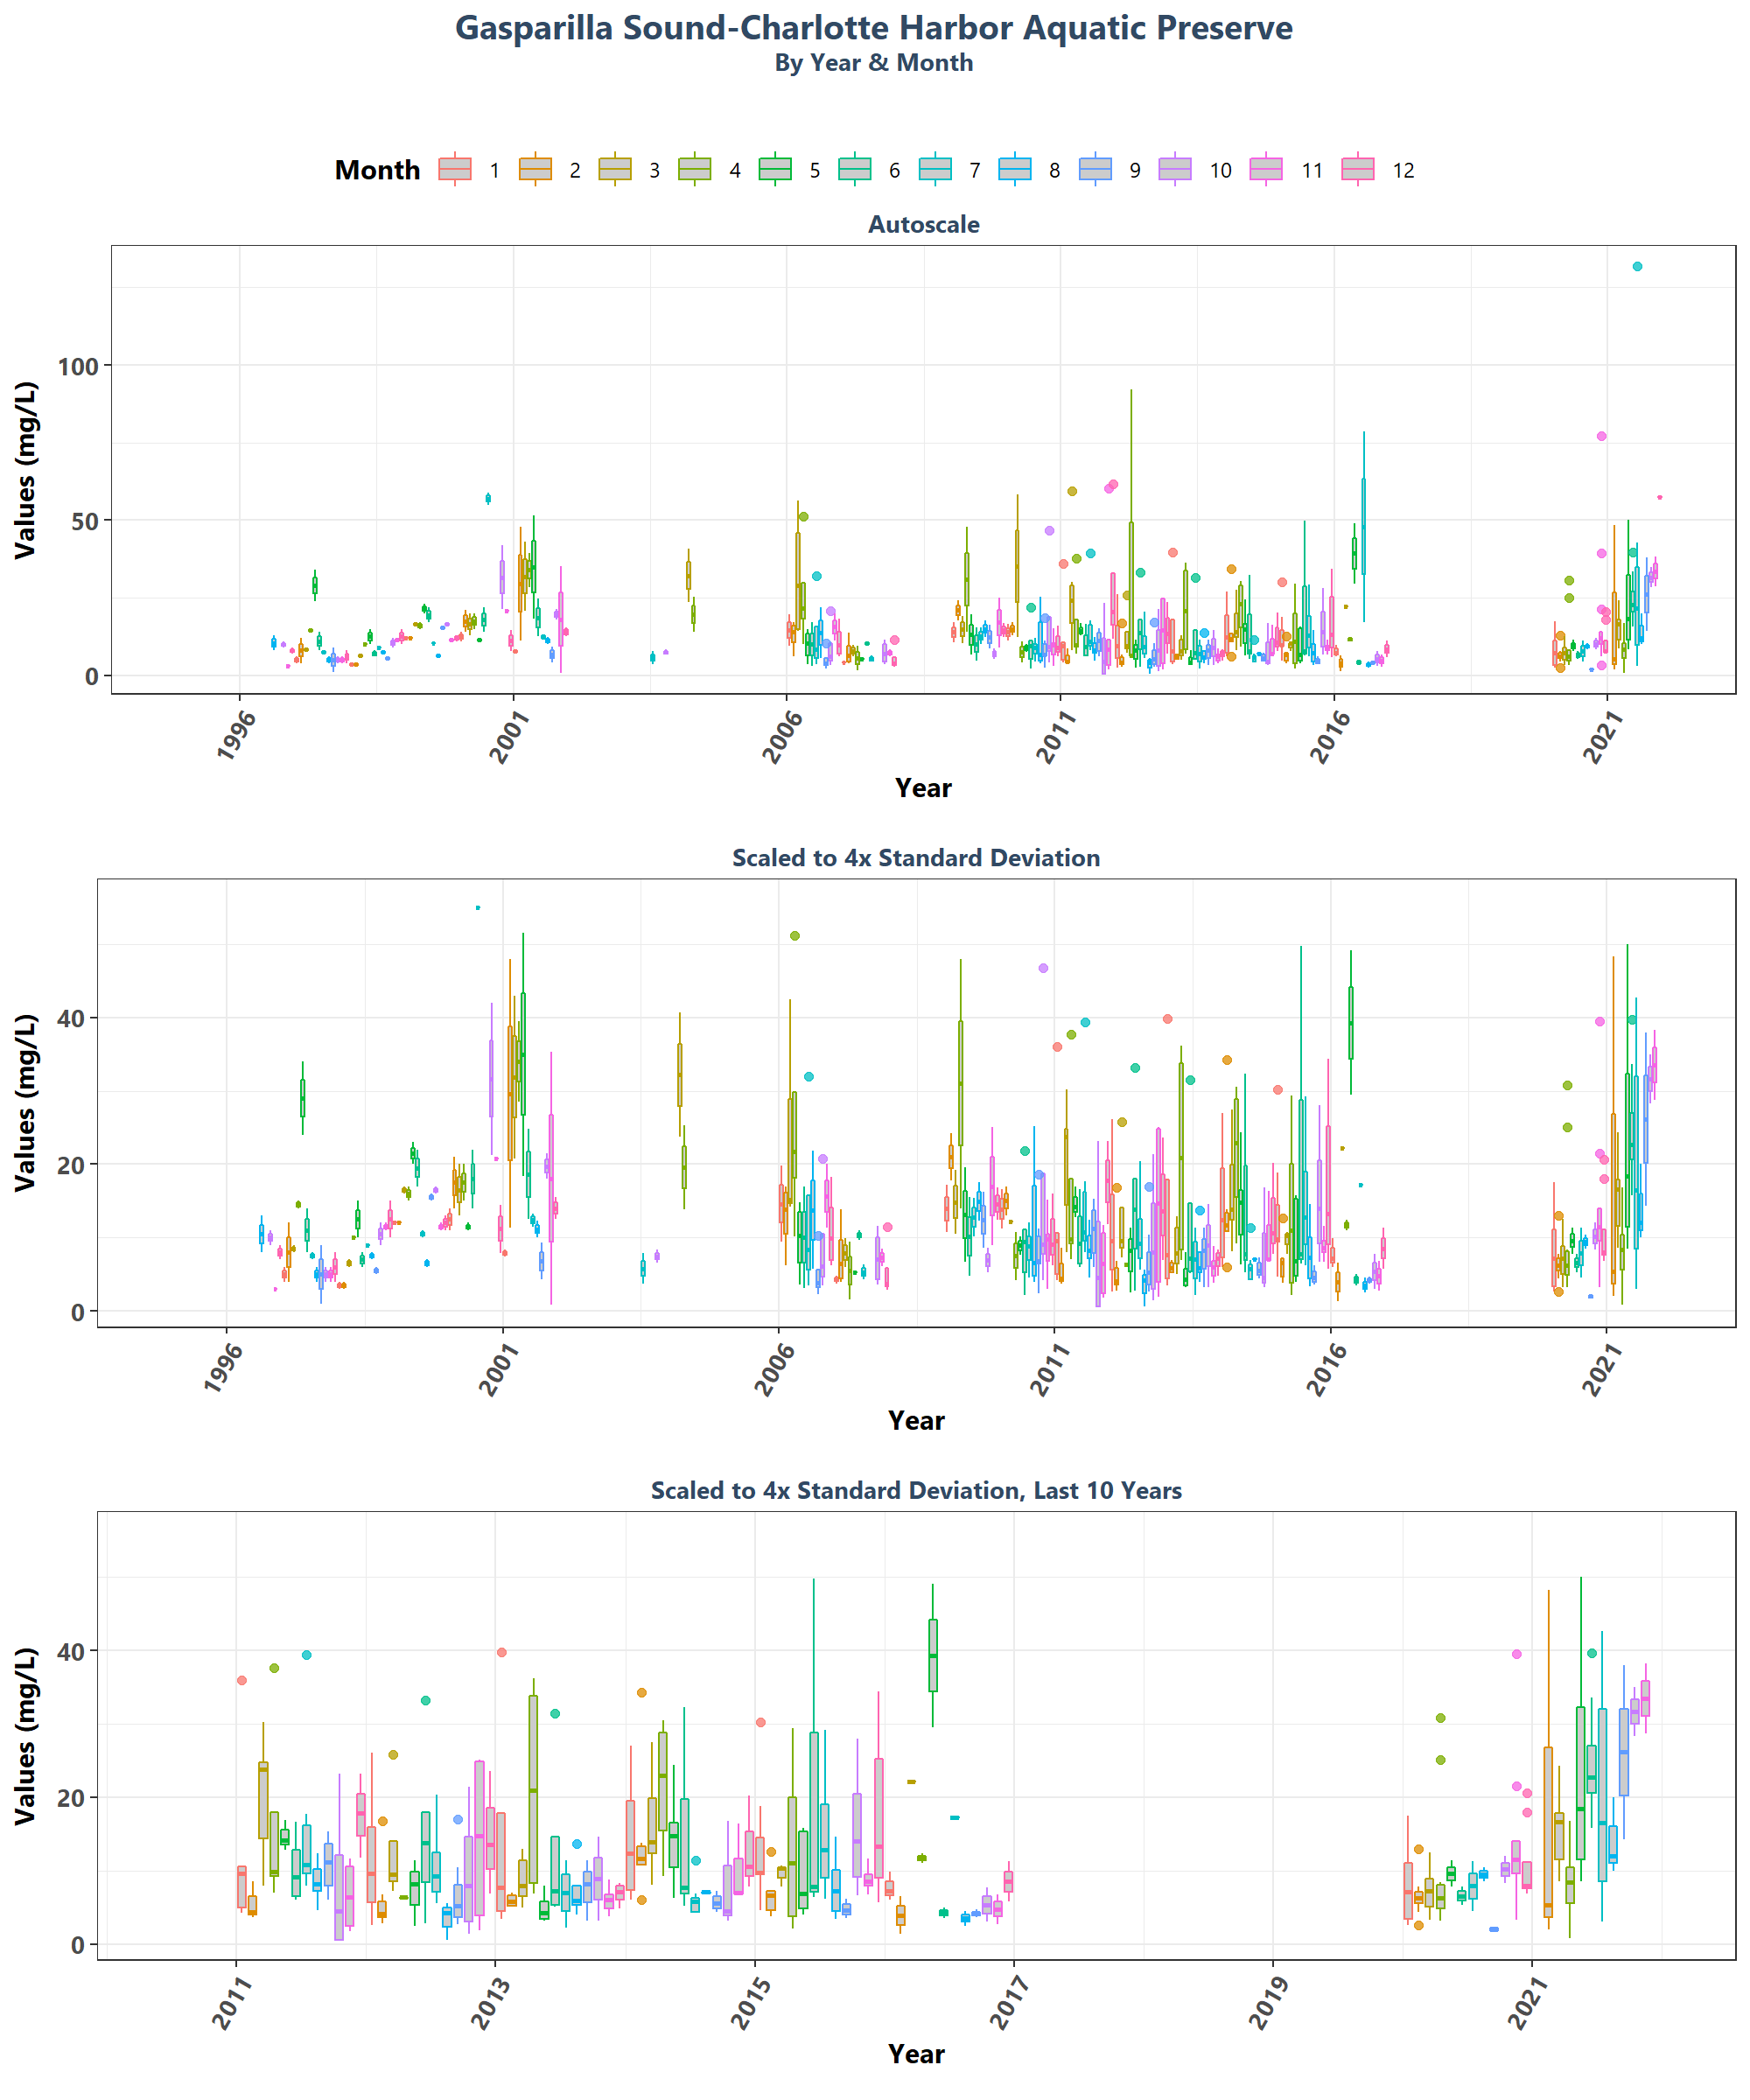 Gasparilla Sound-Charlotte Harbor Aquatic Preserve
By Year & Month
Month 1 2 3 4 5 6 7 8 9 10 11 12
Autoscale
Values (mg/L)
100
50
0
1996 2001 2006 2011 2016 2021
Year
Scaled to 4x Standard Deviation
Values (mg/L)
40
20
0
1996 2001 2006 2011 2016 2021
Year
Scaled to 4x Standard Deviation, Last 10 Years
Values (mg/L)
40
20
0
2011 2013 2015 2017 2019 2021
Year